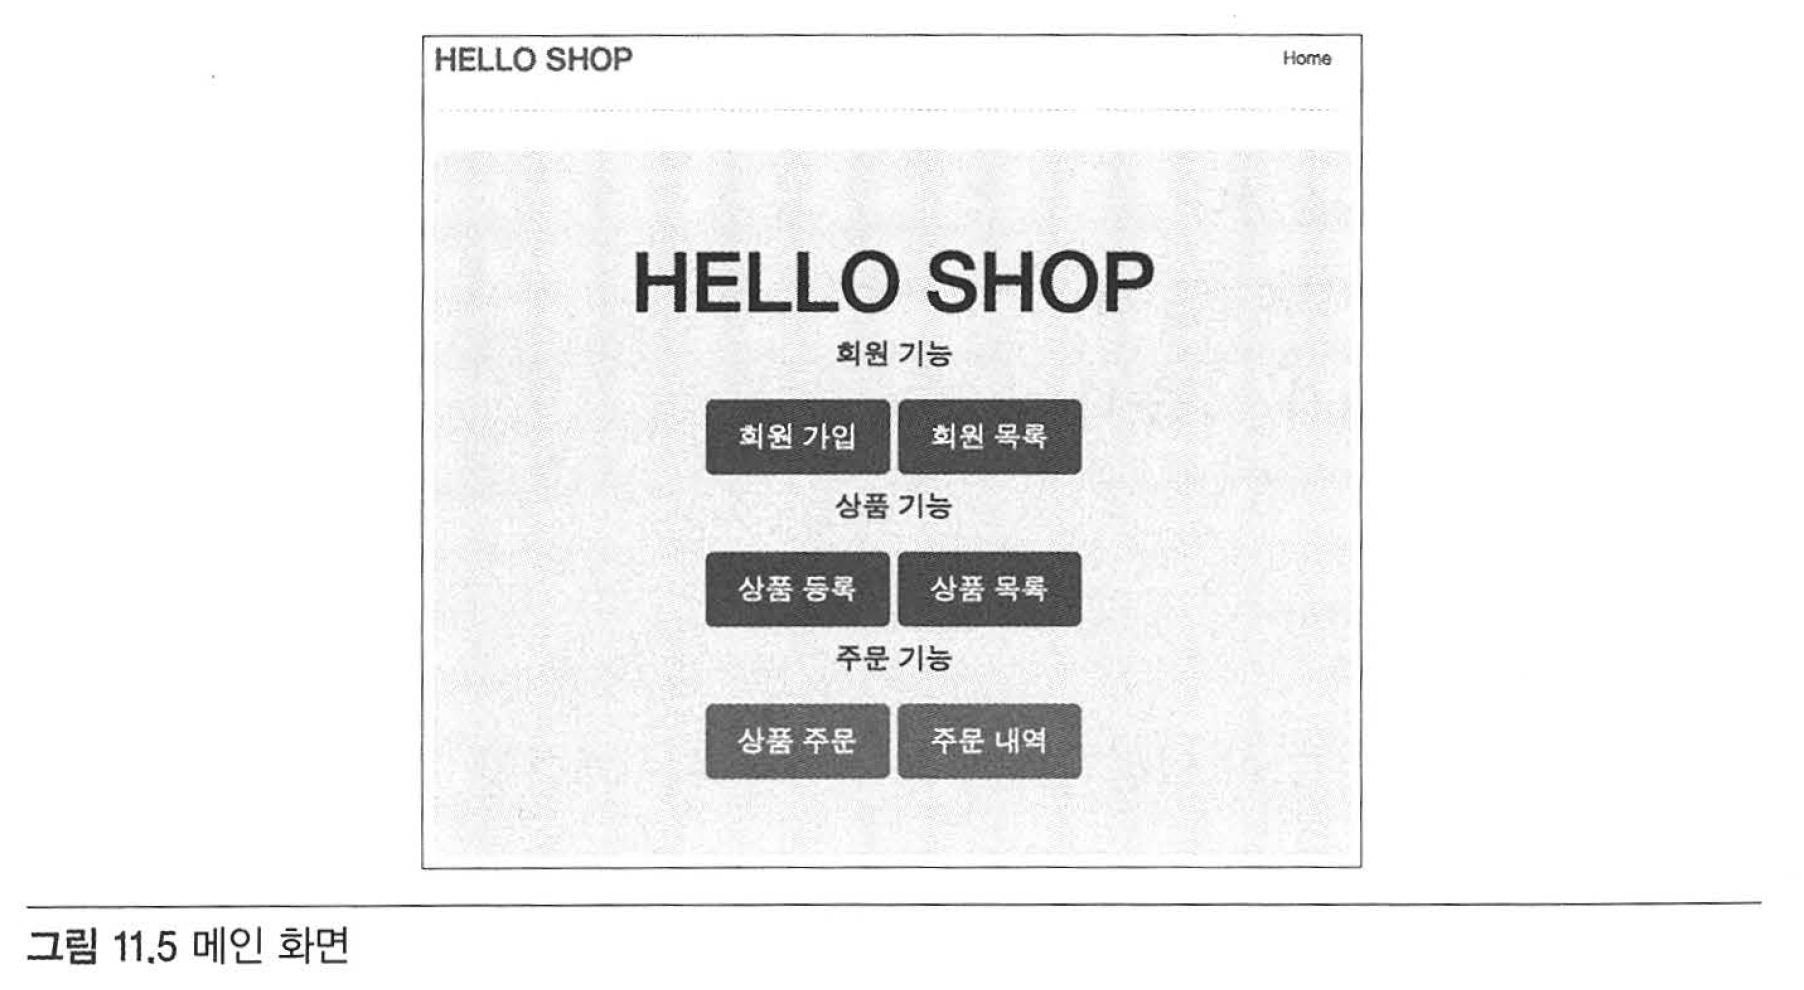 HELLO SHOP
Home
HELLO SHOP
회원 기능
회원 가입 회원 목록
상품 기능
상품 등록 상품 목록
주문 기능
상품 주문 주문 내역
그림 11.5 메인 화면